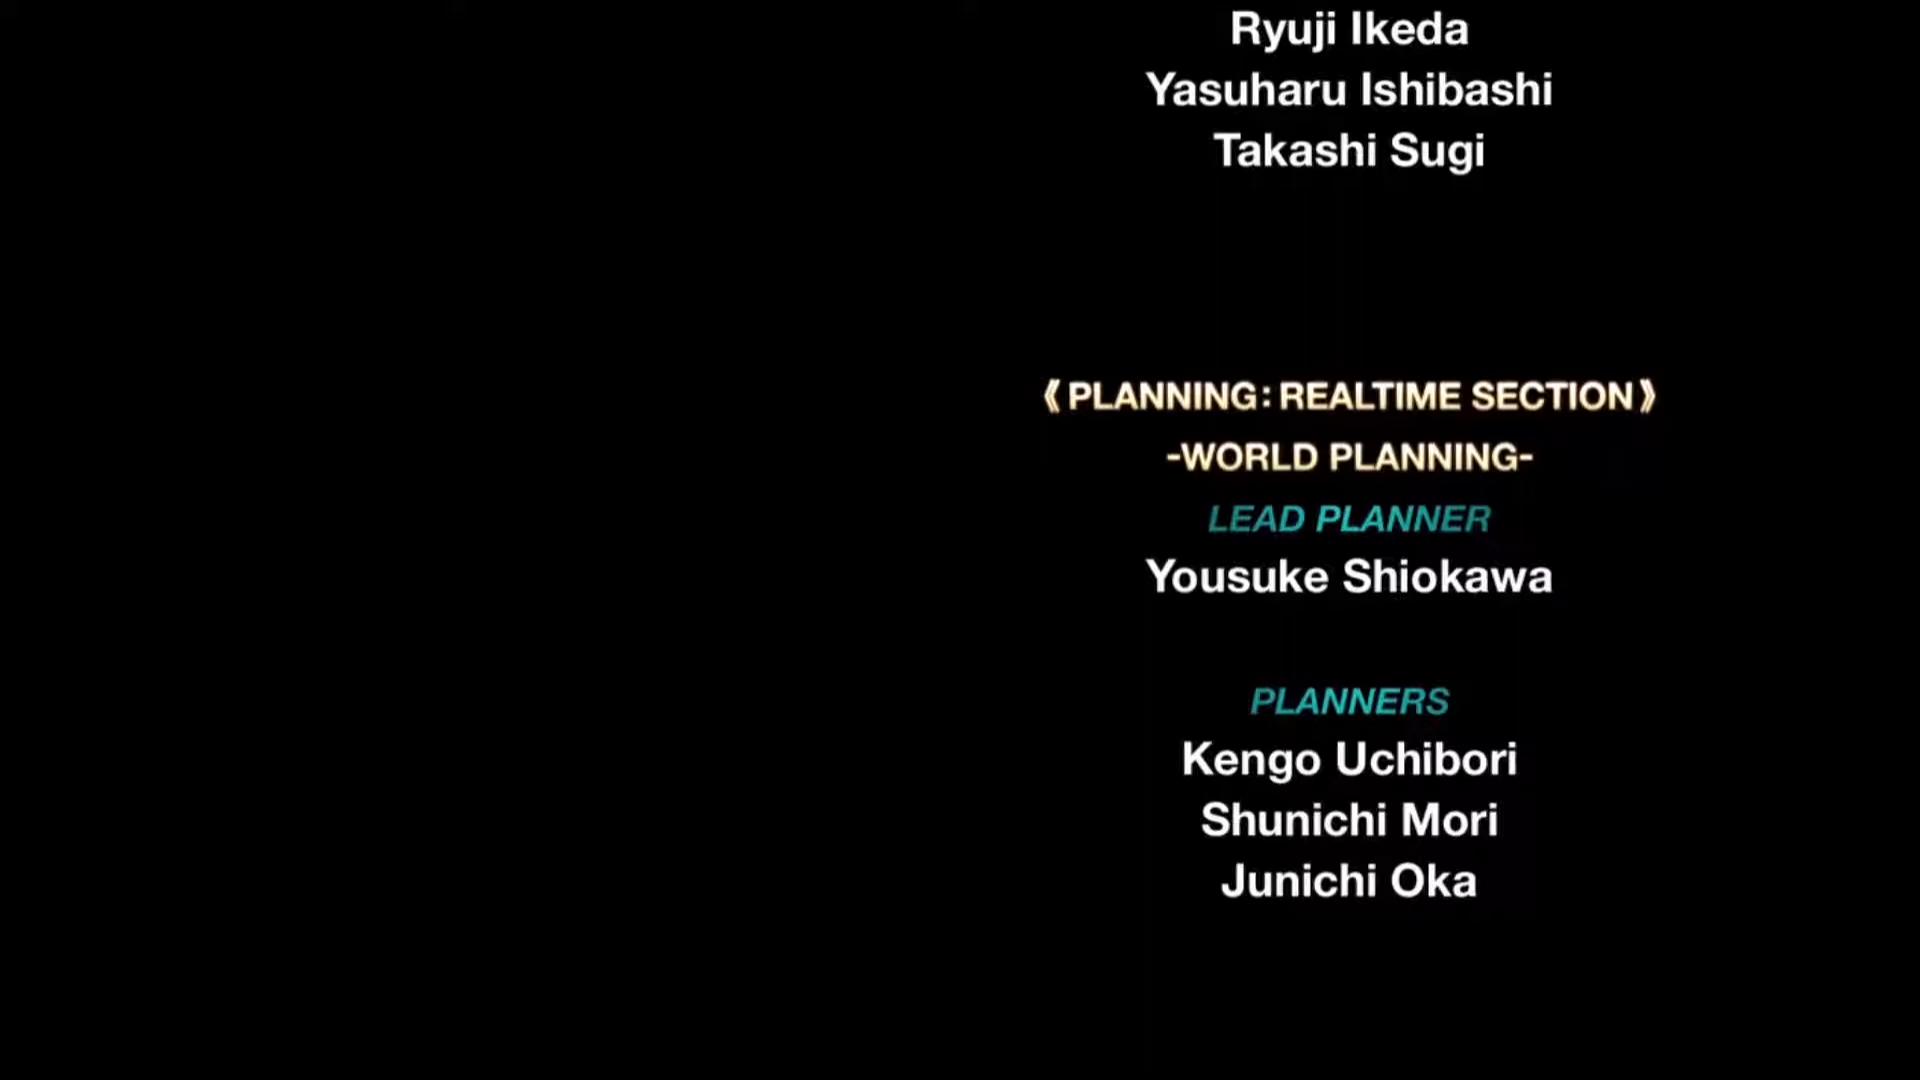 Ryuji Ikeda
Yasuharu Ishibashi
Takashi Sugi
《PLANNING:REALTIME SECTION》
-WORLD PLANNING-
LEAD PLANNER
Yousuke Shiokawa
PLANNERS
Kengo Uchibori
Shunichi Mori
Junichi Oka